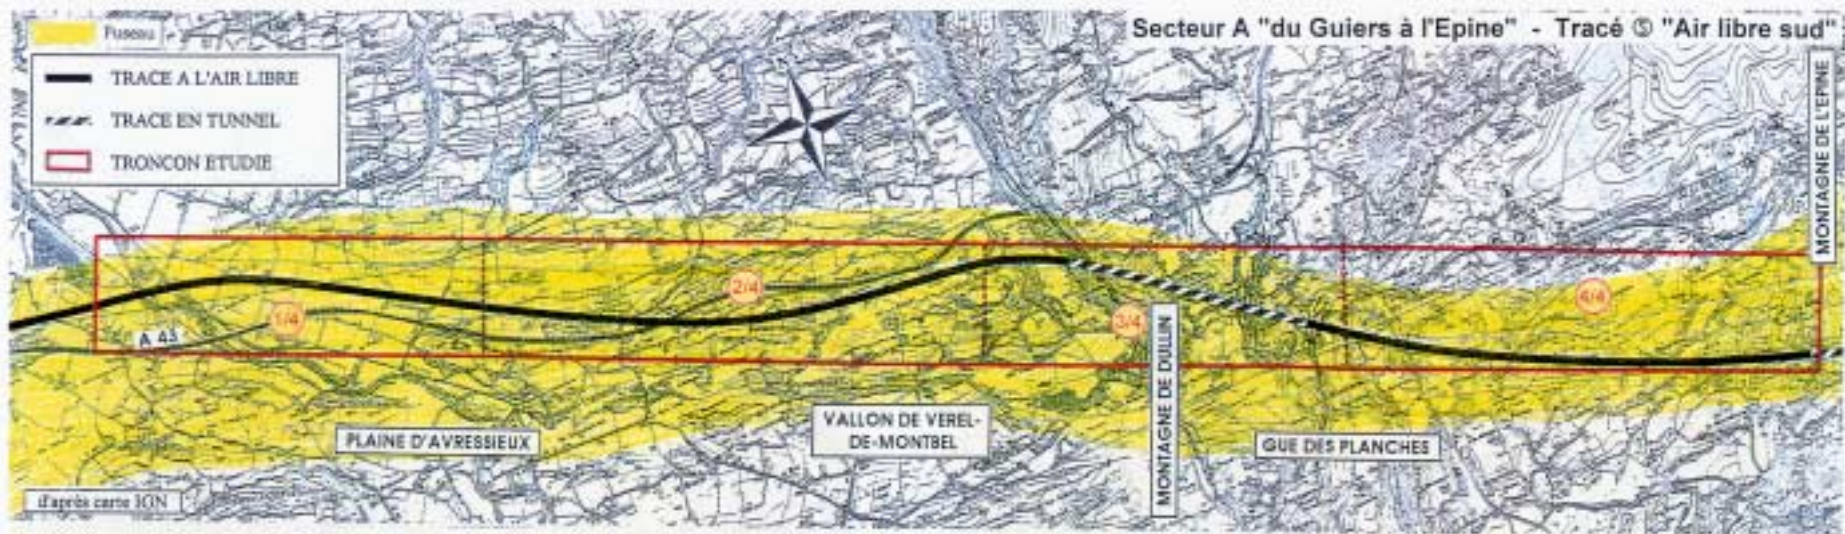 Secteur A "du Guiers à l'Epine" - Tracé ⑤ "Air libre sud"
Fuseau
TRACE A L'AIR LIBRE
TRACE EN TUNNEL
TRONCON ETUDIE
MONTAGNE DE L'EPINE
1/4
2/4
3/4
4/4
A 43
PLAINE D'AVRESSIEUX
VALLON DE VEREL-
DE-MONTBEL
MONTAGNE DE DULLIN
GUE DES PLANCHES
d'après carte IGN